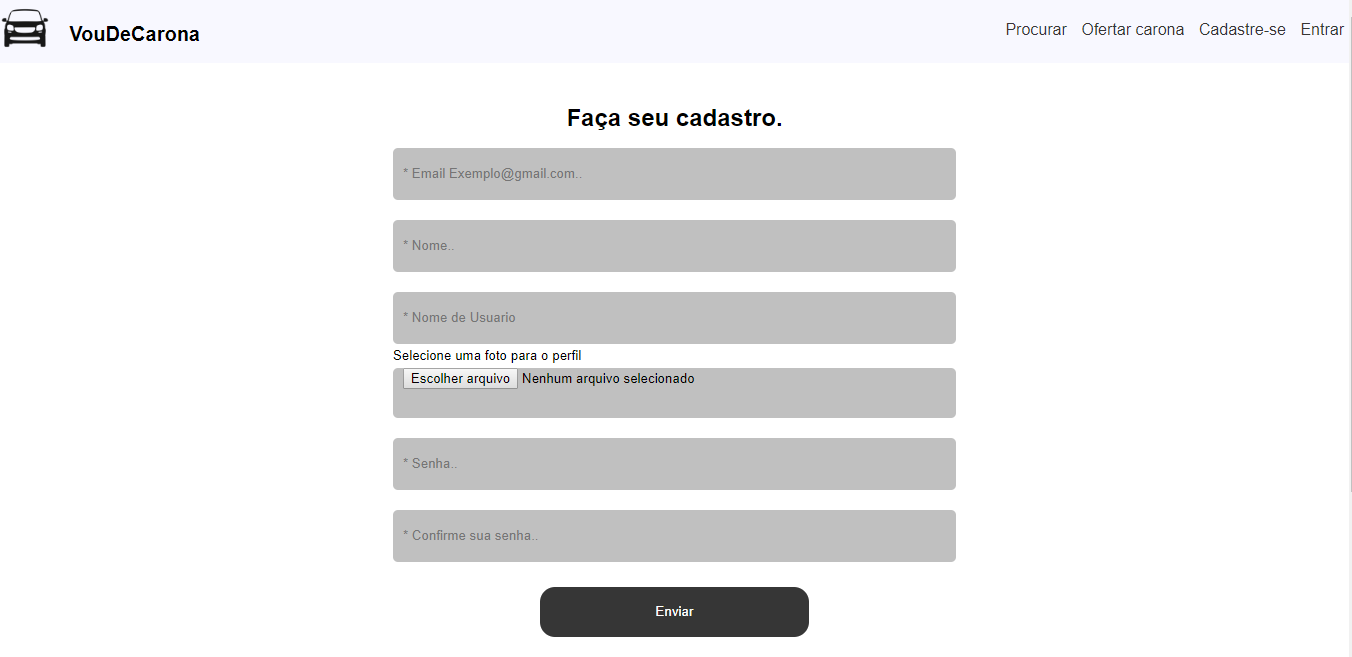 VouDeCarona
Procurar Ofertar carona Cadastre-se Entrar
Faça seu cadastro.
* Email Exemplo@gmail.com..
* Nome..
* Nome de Usuario
Selecione uma foto para o perfil
Escolher arquivo Nenhum arquivo selecionado
* Senha..
* Confirme sua senha..
Enviar